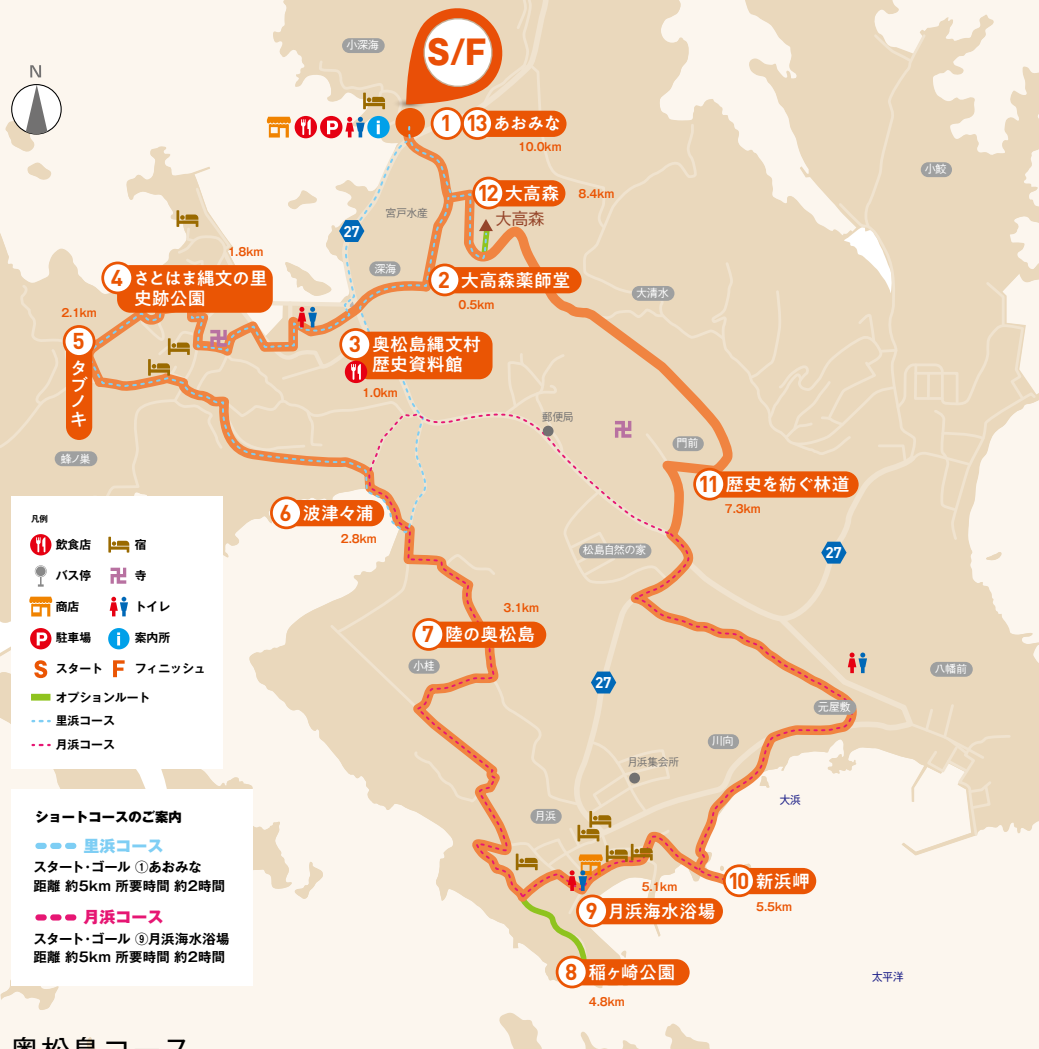 小深海
S/F
N
1 13 あおみな
P i
10.0km
小鮫
12 大高森
8.4km
宮戸水産
大高森
27
1.8km
深海
4 さとはま縄文の里
史跡公園
2 大高森薬師堂
大清水
0.5km
2.1km
5 タブノキ
3 奥松島縄文村
歴史資料館
1.0km
郵便局
門前
蜂ノ巣
11 歴史を紡ぐ林道
7.3km
6 波津々浦
2.8km
松島自然の家
27
3.1km
7 陸の奥松島
小桂
27
八幡前
元屋敷
川向
月浜集会所
大浜
月浜
5.1km
10 新浜岬
5.5km
9 月浜海水浴場
8 稲ヶ崎公園
4.8km
太平洋
凡例
飲食店 宿
バス停 寺
商店 トイレ
P 駐車場 i 案内所
S スタート F フィニッシュ
オプションルート
里浜コース
月浜コース
ショートコースのご案内
里浜コース
スタート・ゴール ①あおみな
距離 約5km 所要時間 約2時間
月浜コース
スタート・ゴール ⑨月浜海水浴場
距離 約5km 所要時間 約2時間
奥松島コース